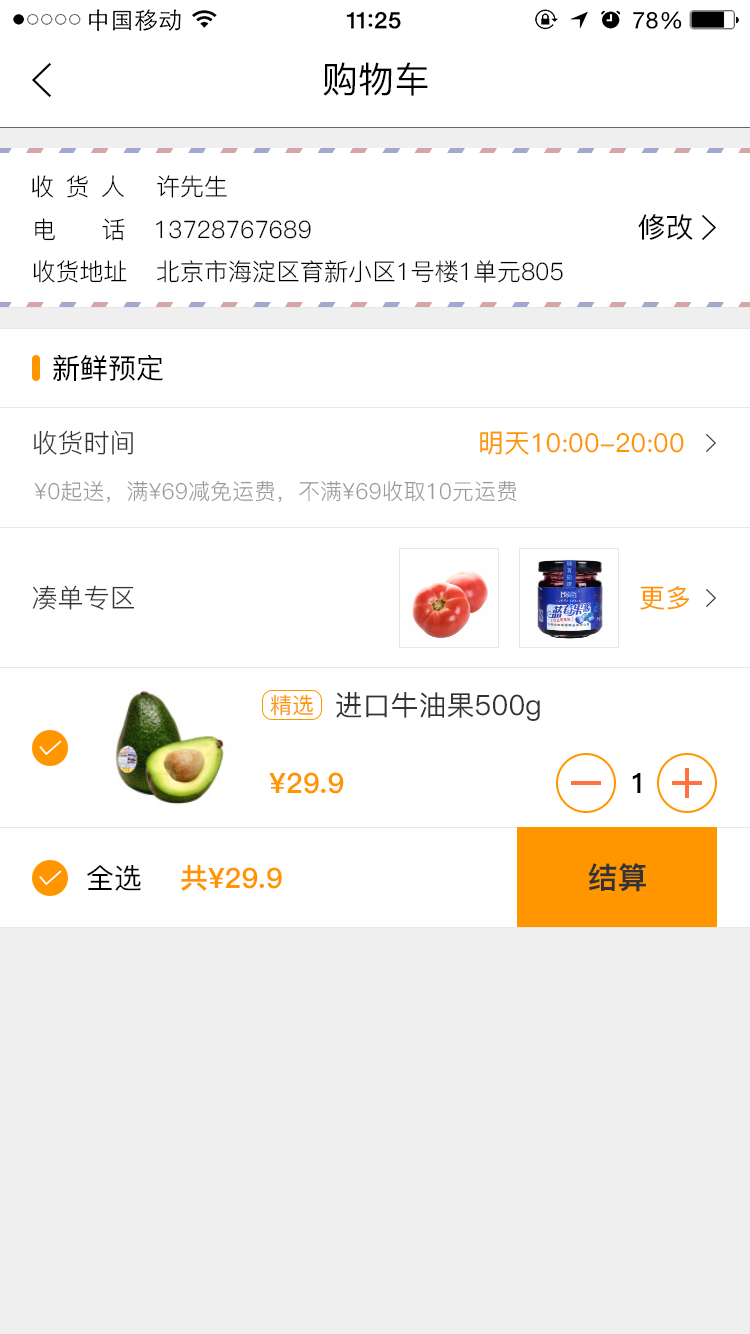 中国移动 11:25 78%
购物车
收货人 许先生
电话 13728767689
修改
收货地址 北京市海淀区育新小区1号楼1单元805
新鲜预定
收货时间 明天10:00-20:00
¥0起送，满¥69减免运费，不满¥69收取10元运费
凑单专区 更多
蓝莓果酱
精选 进口牛油果500g
¥29.9 1
全选 共¥29.9 结算